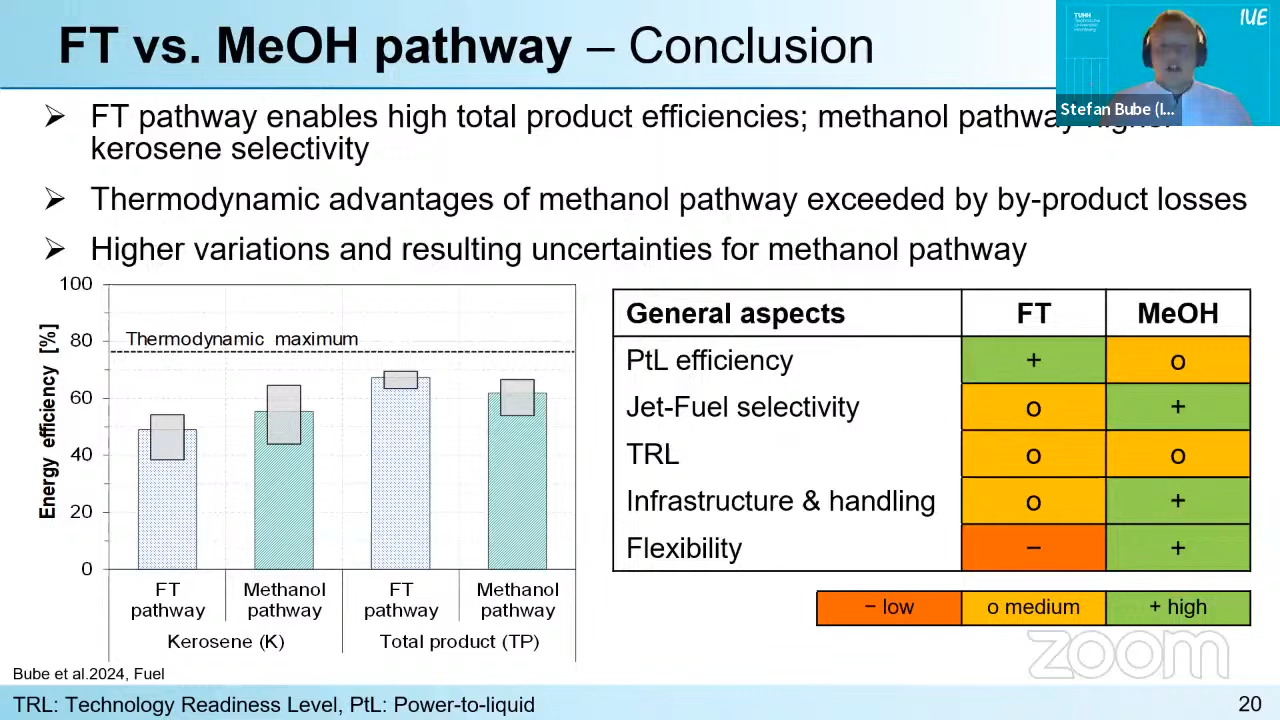 FT vs. MeOH pathway – Conclusion
TUHH
IUE
Stefan Bube (I...
➢ FT pathway enables high total product efficiencies; methanol pathway higher
kerosene selectivity
➢ Thermodynamic advantages of methanol pathway exceeded by by-product losses
➢ Higher variations and resulting uncertainties for methanol pathway
100
80
60
40
20
0
Energy efficiency [%]
Thermodynamic maximum
FT pathway
Methanol pathway
FT pathway
Methanol pathway
Kerosene (K)
Total product (TP)
General aspects FT MeOH
PtL efficiency + o
Jet-Fuel selectivity o +
TRL o o
Infrastructure & handling o +
Flexibility – +
– low o medium + high
zoom
Bube et al.2024, Fuel
TRL: Technology Readiness Level, PtL: Power-to-liquid
20